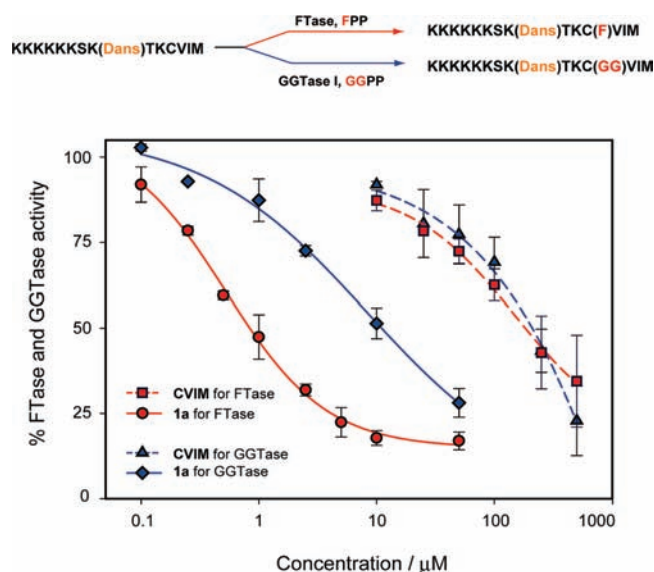 FTase, FPP
KKKKKKSK(Dans)TKC(F)VIM
KKKKKKSK(Dans)TKCVIM
KKKKKKSK(Dans)TKC(GG)VIM
GGTase I, GGPP
% FTase and GGTase activity
100
75
50
25
0
CVIM for FTase
1a for FTase
CVIM for GGTase
1a for GGTase
0.1 1 10 100 1000
Concentration / μM